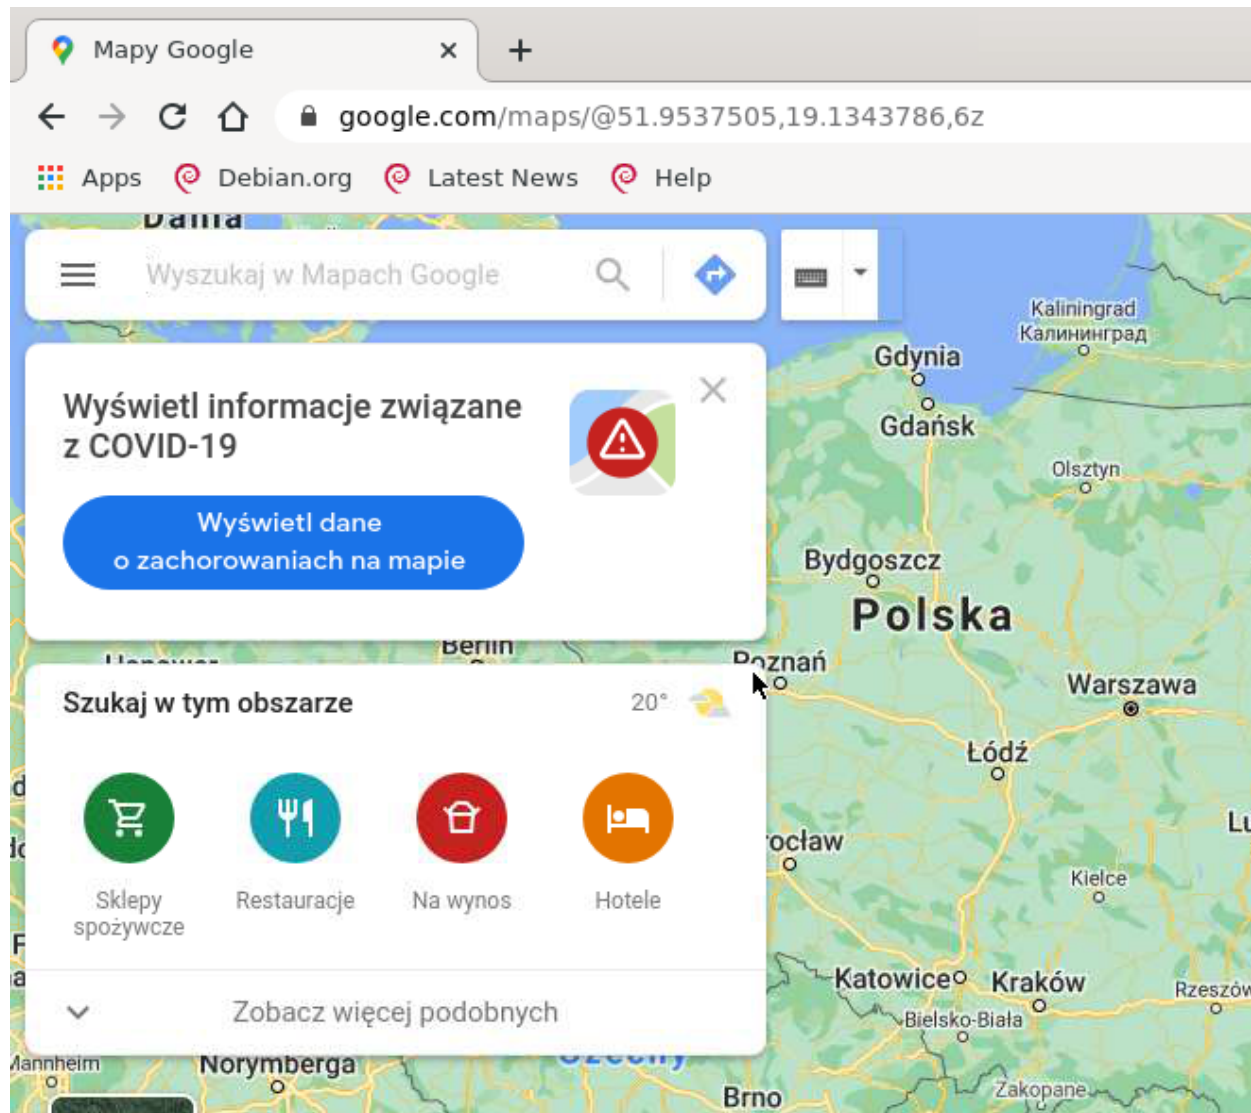 Mapy Google
google.com/maps/@51.9537505,19.1343786,6z
Apps
Debian.org
Latest News
Help
Dania
Wyszukaj w Mapach Google
Kaliningrad
Калининград
Gdynia
Gdańsk
Wyświetl informacje związane
z COVID-19
Olsztyn
Wyświetl dane
o zachorowaniach na mapie
Bydgoszcz
Polska
Berlin
Hanower
Poznań
Warszawa
Szukaj w tym obszarze
20°
Łódź
ocław
Kielce
Sklepy
spożywcze
Restauracje
Na wynos
Hotele
Katowice
Kraków
Rzeszów
Zobacz więcej podobnych
Bielsko-Biała
Mannheim
Norymberga
Czechy
Brno
Zakopane